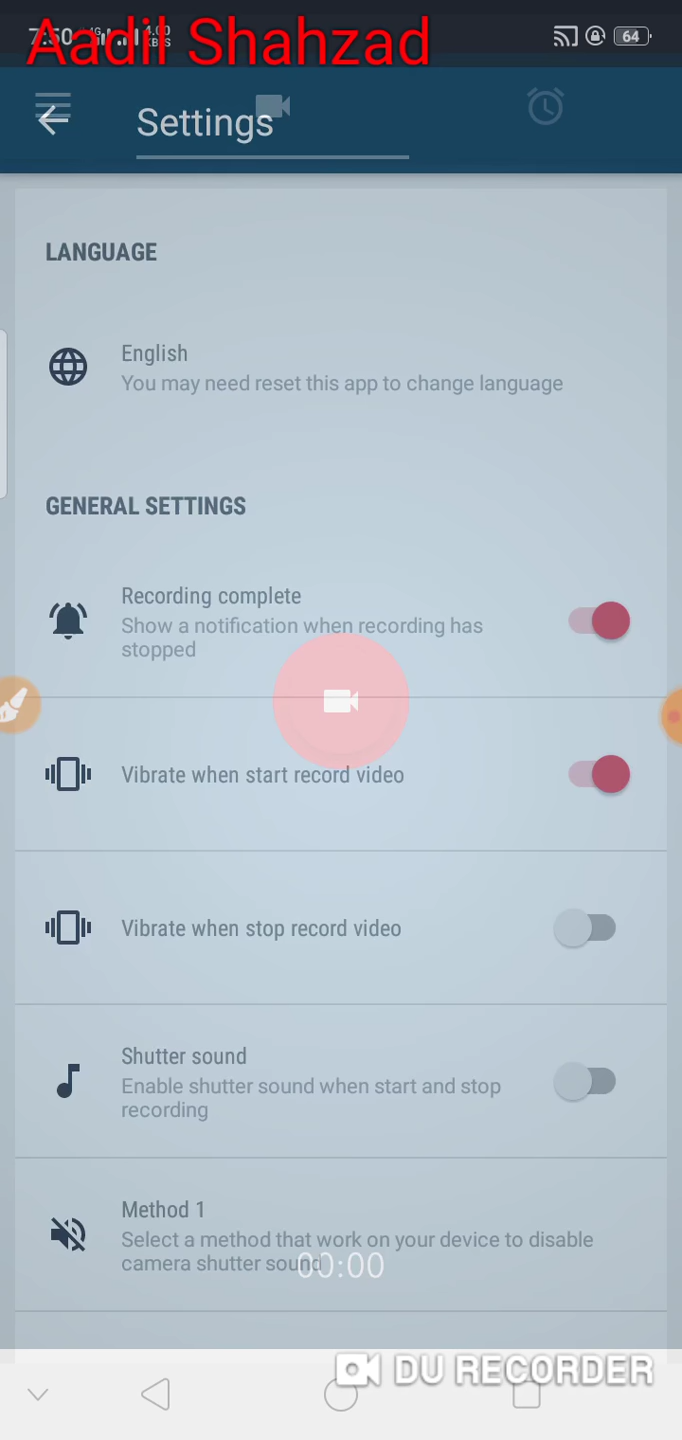 Aadil Shahzad
7:50
64
Settings
LANGUAGE
English
You may need reset this app to change language
GENERAL SETTINGS
Recording complete
Show a notification when recording has
stopped
Vibrate when start record video
Vibrate when stop record video
Shutter sound
Enable shutter sound when start and stop
recording
Method 1
Select a method that work on your device to disable
camera shutter sound
00:00
DU RECORDER